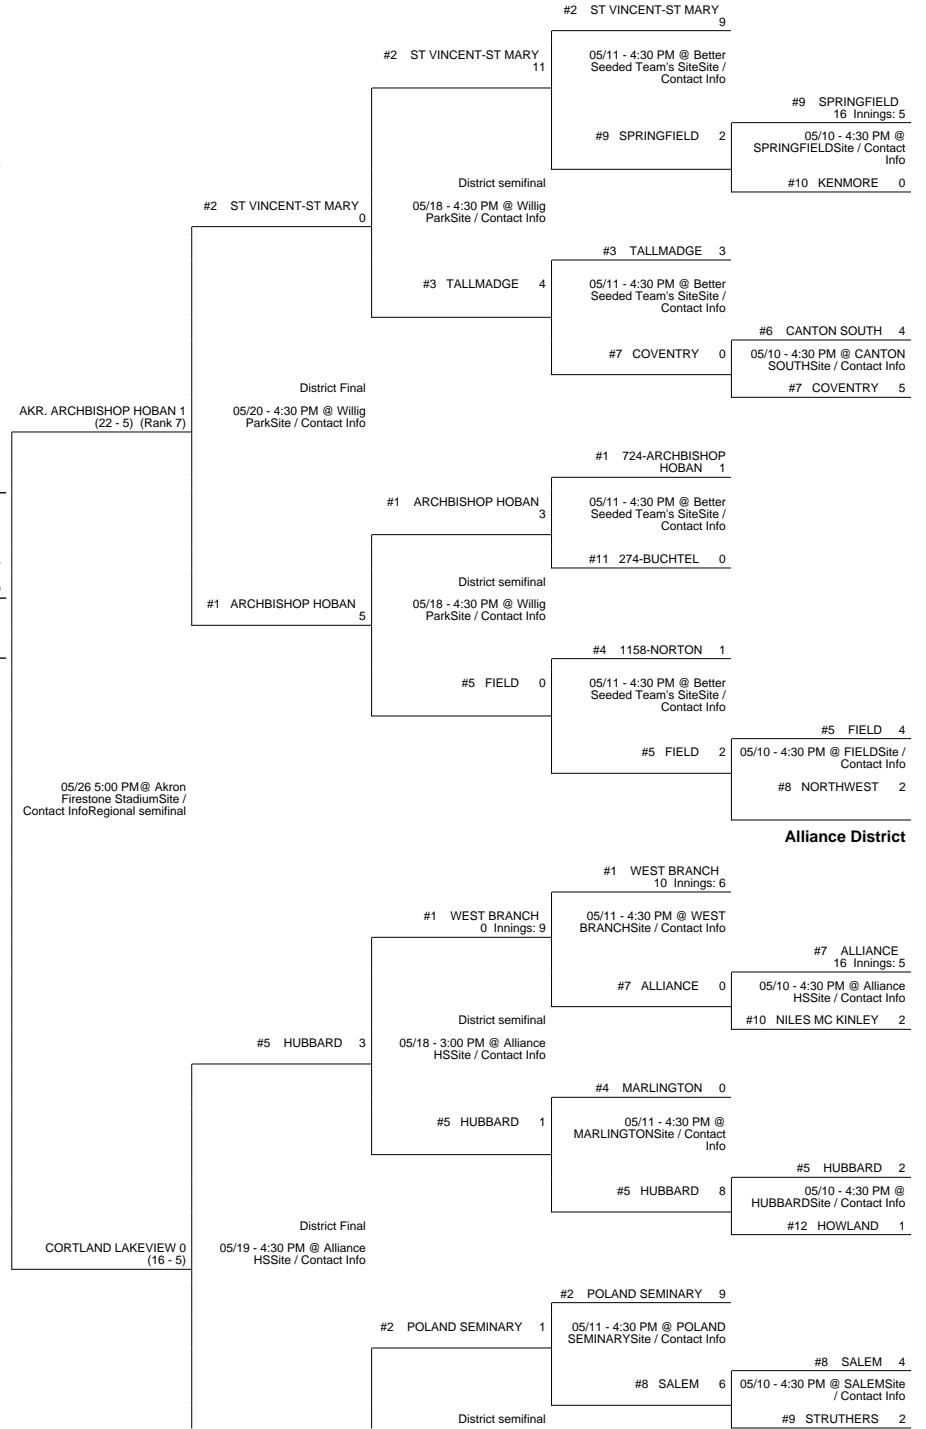 #2 ST VINCENT-ST MARY
9
#2 ST VINCENT-ST MARY
11
05/11 - 4:30 PM @ Better
Seeded Team's SiteSite /
Contact Info
#9 SPRINGFIELD
16 Innings: 5
#9 SPRINGFIELD 2
05/10 - 4:30 PM @
SPRINGFIELDSite / Contact
Info
#10 KENMORE 0
District semifinal
05/18 - 4:30 PM @ Willig
ParkSite / Contact Info
#2 ST VINCENT-ST MARY
0
#3 TALLMADGE 3
#3 TALLMADGE 4
05/11 - 4:30 PM @ Better
Seeded Team's SiteSite /
Contact Info
#6 CANTON SOUTH 4
#7 COVENTRY 0
05/10 - 4:30 PM @ CANTON
SOUTHSite / Contact Info
#7 COVENTRY 5
District Final
05/20 - 4:30 PM @ Willig
ParkSite / Contact Info
AKR. ARCHBISHOP HOBAN 1
(22 - 5) (Rank 7)
#1 724-ARCHBISHOP
HOBAN 1
#1 ARCHBISHOP HOBAN
3
05/11 - 4:30 PM @ Better
Seeded Team's SiteSite /
Contact Info
#11 274-BUCHTEL 0
District semifinal
05/18 - 4:30 PM @ Willig
ParkSite / Contact Info
#1 ARCHBISHOP HOBAN
5
#4 1158-NORTON 1
#5 FIELD 0
05/11 - 4:30 PM @ Better
Seeded Team's SiteSite /
Contact Info
#5 FIELD 4
#5 FIELD 2
05/10 - 4:30 PM @ FIELDSite /
Contact Info
#8 NORTHWEST 2
05/26 5:00 PM@ Akron
Firestone StadiumSite /
Contact InfoRegional semifinal
Alliance District
#1 WEST BRANCH
10 Innings: 6
#1 WEST BRANCH
0 Innings: 9
05/11 - 4:30 PM @ WEST
BRANCHSite / Contact Info
#7 ALLIANCE
16 Innings: 5
#7 ALLIANCE 0
05/10 - 4:30 PM @ Alliance
HSSite / Contact Info
#10 NILES MC KINLEY 2
District semifinal
05/18 - 3:00 PM @ Alliance
HSSite / Contact Info
#5 HUBBARD 3
#4 MARLINGTON 0
#5 HUBBARD 1
05/11 - 4:30 PM @
MARLINGTONSite / Contact
Info
#5 HUBBARD 2
#5 HUBBARD 8
05/10 - 4:30 PM @
HUBBARDSite / Contact Info
#12 HOWLAND 1
District Final
05/19 - 4:30 PM @ Alliance
HSSite / Contact Info
CORTLAND LAKEVIEW 0
(16 - 5)
#2 POLAND SEMINARY 9
#2 POLAND SEMINARY 1
05/11 - 4:30 PM @ POLAND
SEMINARYSite / Contact Info
#8 SALEM 4
#8 SALEM 6
05/10 - 4:30 PM @ SALEMSite
/ Contact Info
#9 STRUTHERS 2
District semifinal